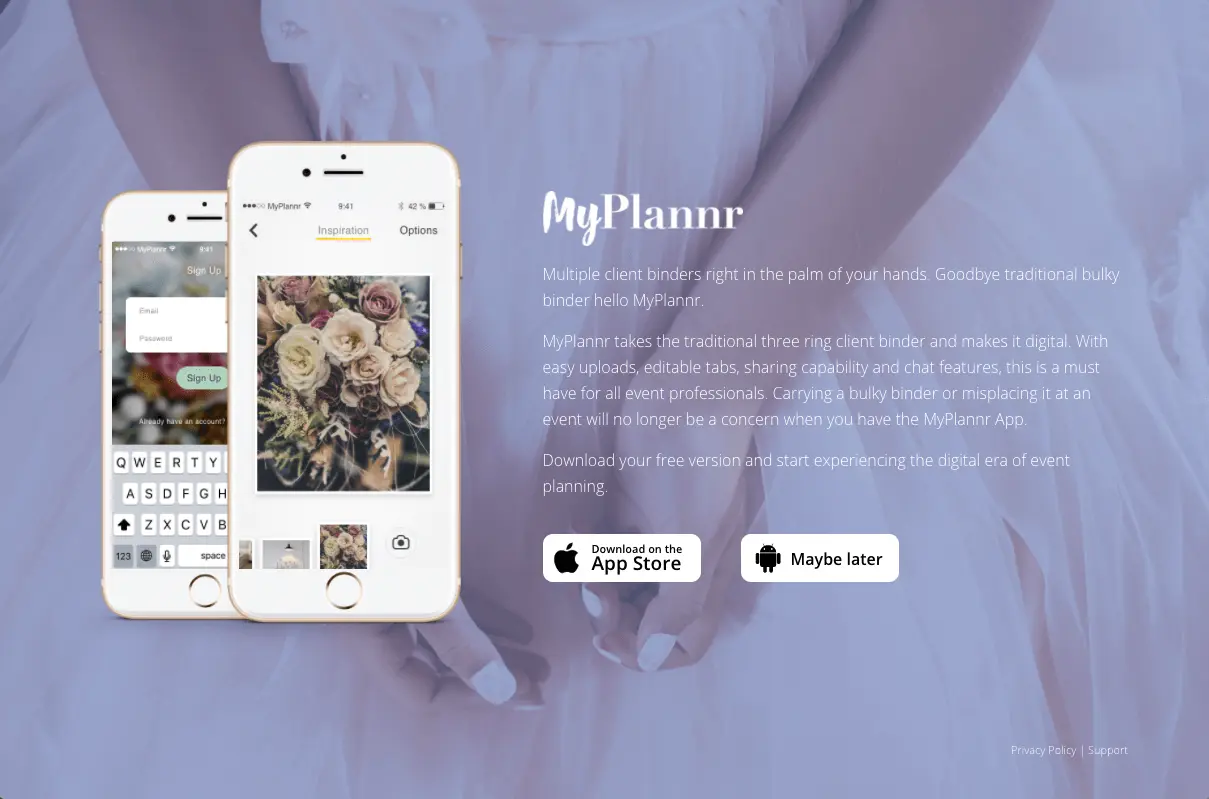 MyPlannr
9:41
42 %
Inspiration
Options
MyPlannr
9:41
Sign Up
Email
Password
Sign Up
Already have an account?
Q W E R T Y
A S D F G H
Z X C V B
123
space
MyPlannr
Multiple client binders right in the palm of your hands. Goodbye traditional bulky
binder hello MyPlannr.
MyPlannr takes the traditional three ring client binder and makes it digital. With
easy uploads, editable tabs, sharing capability and chat features, this is a must
have for all event professionals. Carrying a bulky binder or misplacing it at an
event will no longer be a concern when you have the MyPlannr App.
Download your free version and start experiencing the digital era of event
planning.
Download on the
App Store
Maybe later
Privacy Policy | Support